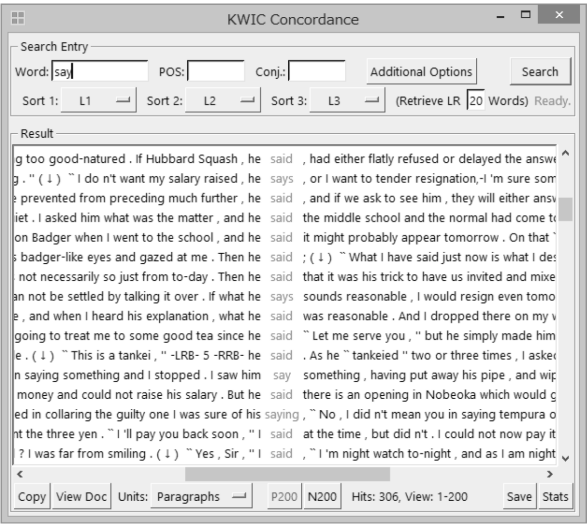 KWIC Concordance
Search Entry
Word: say POS: Conj.: Additional Options Search
Sort 1: L1 Sort 2: L2 Sort 3: L3 (Retrieve LR 20 Words) Ready.
Result
g too good-natured . If Hubbard Squash , he said , had either flatly refused or delayed the answe
g . " ( ↓ ) `` I do n't want my salary raised , he says , or I want to tender resignation,-I 'm sure som
e prevented from preceding much further , he said , and if we ask to see him , they will either answ
iet . I asked him what was the matter , and he said the middle school and the normal had come to
on Badger when I went to the school , and he said it might probably appear tomorrow . On that `
s badger-like eyes and gazed at me . Then he said ; ( ↓ ) `` What I have said just now is what I des
not necessarily so just from to-day . Then he said that it was his trick to have us invited and mixe
an not be settled by talking it over . If what he says sounds reasonable , I would resign even tomo
e , and when I heard his explanation , what he said was reasonable . And I dropped there on my w
going to treat me to some good tea since he said `` Let me serve you , " but he simply made him
e . ( ↓ ) `` This is a tankei , " -LRB- 5 -RRB- he said . As he `` tankeied " two or three times , I asked
n saying something and I stopped . I saw him say something , having put away his pipe , and wip
money and could not raise his salary . But he said there is an opening in Nobeoka which would g
ed in collaring the guilty one I was sure of his saying , `` No , I did n't mean you in saying tempura o
nt the three yen . `` I 'll pay you back soon , " I said at the time , but did n't . I could not now pay it
! ? I was far from smiling . ( ↓ ) `` Yes , Sir , " I said , `` I 'm night watch to-night , and as I am night
Copy View Doc Units: Paragraphs P200 N200 Hits: 306, View: 1-200 Save Stats